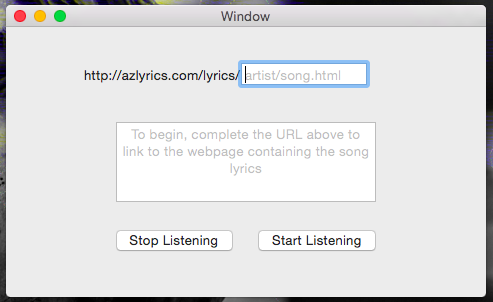 Window
http://azlyrics.com/lyrics/ artist/song.html
To begin, complete the URL above to
link to the webpage containing the song
lyrics
Stop Listening Start Listening